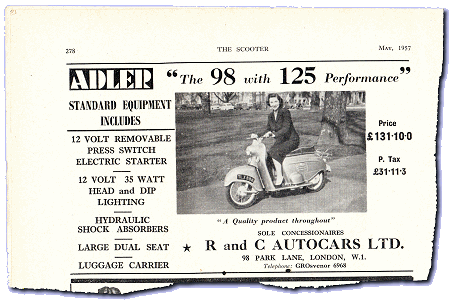 278
THE SCOOTER
MAY, 1957
ADLER
"The 98 with 125 Performance"
STANDARD EQUIPMENT
INCLUDES
12 VOLT REMOVABLE
PRESS SWITCH
ELECTRIC STARTER
12 VOLT 35 WATT
HEAD and DIP
LIGHTING
HYDRAULIC
SHOCK ABSORBERS
LARGE DUAL SEAT
LUGGAGE CARRIER
Price
£131·10·0
P. Tax
£31·11·3
"A Quality product throughout"
SOLE CONCESSIONAIRES
★ R and C AUTOCARS LTD.
98 PARK LANE, LONDON, W.1.
Telephone: GROsvenor 6968